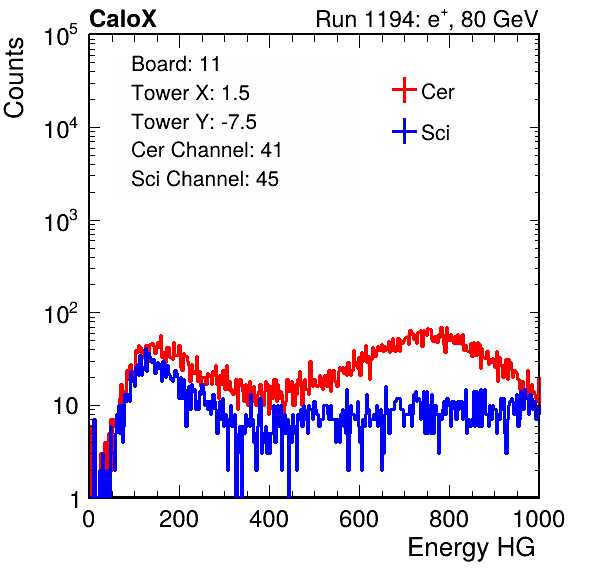 CaloX Run 1194: e⁺, 80 GeV
Counts
10⁵
10⁴
10³
10²
10
1
Board: 11
Tower X: 1.5
Tower Y: -7.5
Cer Channel: 41
Sci Channel: 45
Cer
Sci
0 200 400 600 800 1000
Energy HG